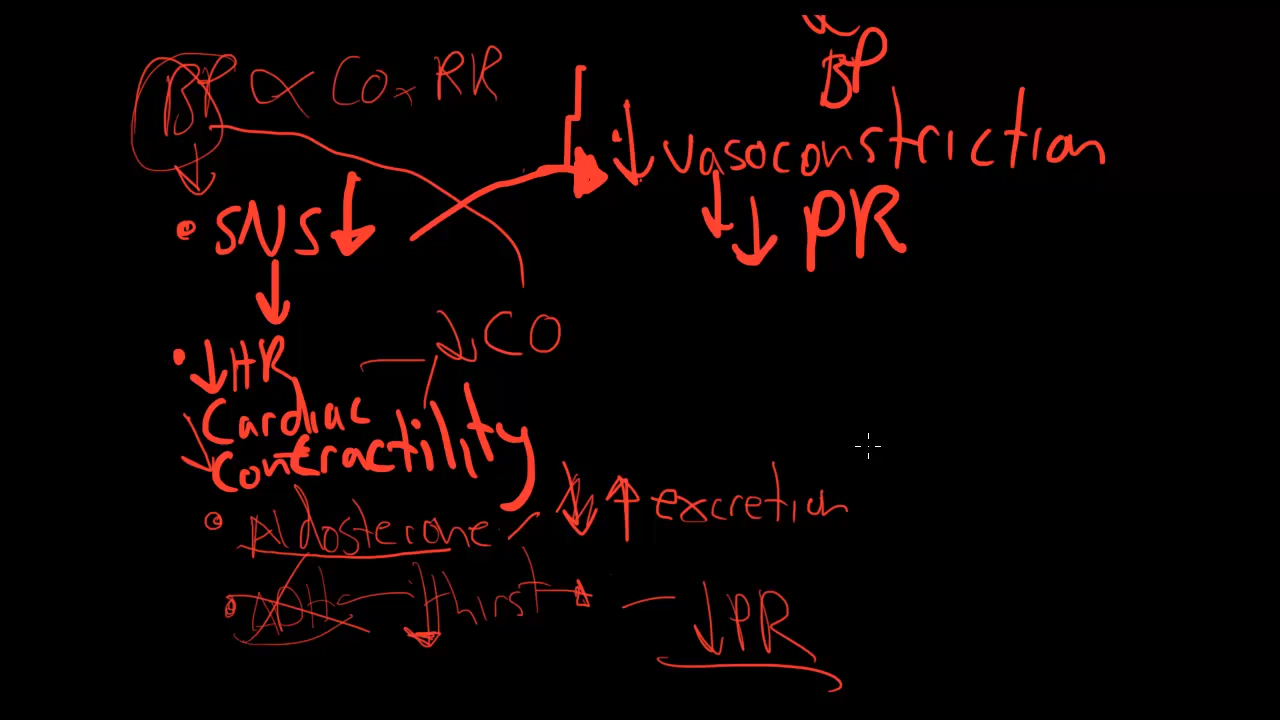 BP ∝ CO x RR
BP
↓ vasoconstriction
↓ ↓ PR
• SNS ↓
↓ CO
• ↓ HR
↓ Cardiac
Contractility
• Aldosterone - ↑ excretion
• ADH - ↓ thirst - ↓ PR